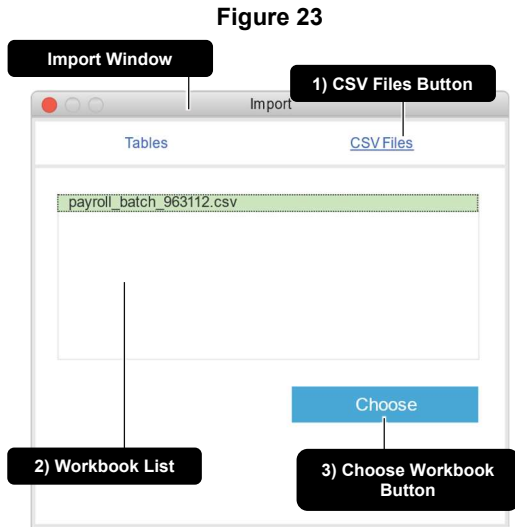 Figure 23
Import Window
1) CSV Files Button
Import
Tables
CSV Files
payroll_batch_963112.csv
Choose
2) Workbook List
3) Choose Workbook
Button